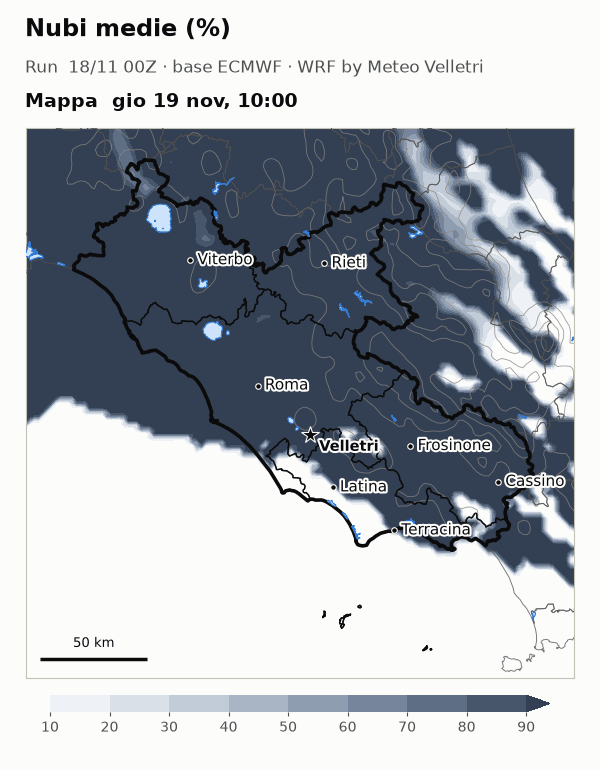 Nubi medie (%)
Run 18/11 00Z · base ECMWF · WRF by Meteo Velletri
Mappa gio 19 nov, 10:00
Viterbo
Rieti
Roma
Velletri
Frosinone
Cassino
Latina
Terracina
50 km
10 20 30 40 50 60 70 80 90